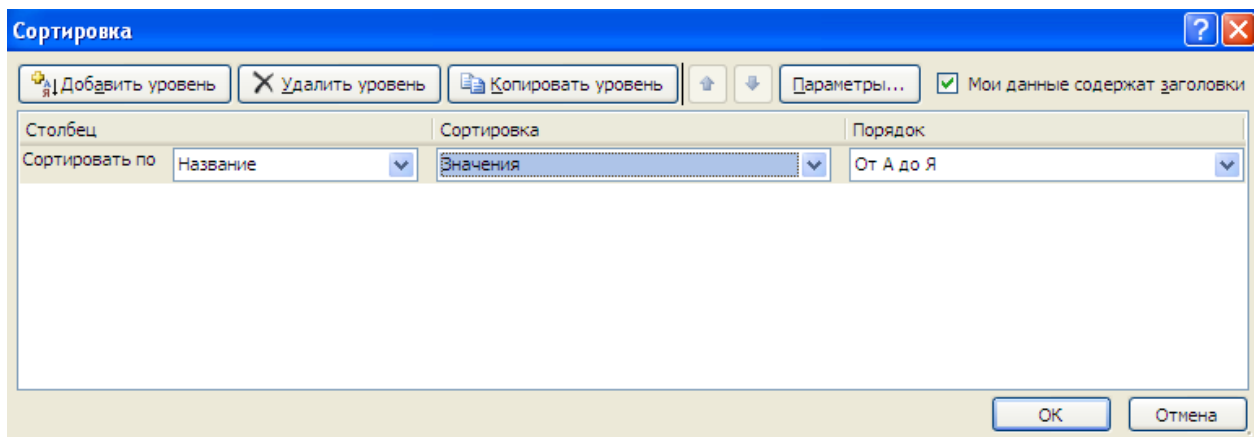 Сортировка
Добавить уровень Удалить уровень Копировать уровень Параметры... Мои данные содержат заголовки
Столбец Сортировка Порядок
Сортировать по Название Значения От А до Я
ОК Отмена